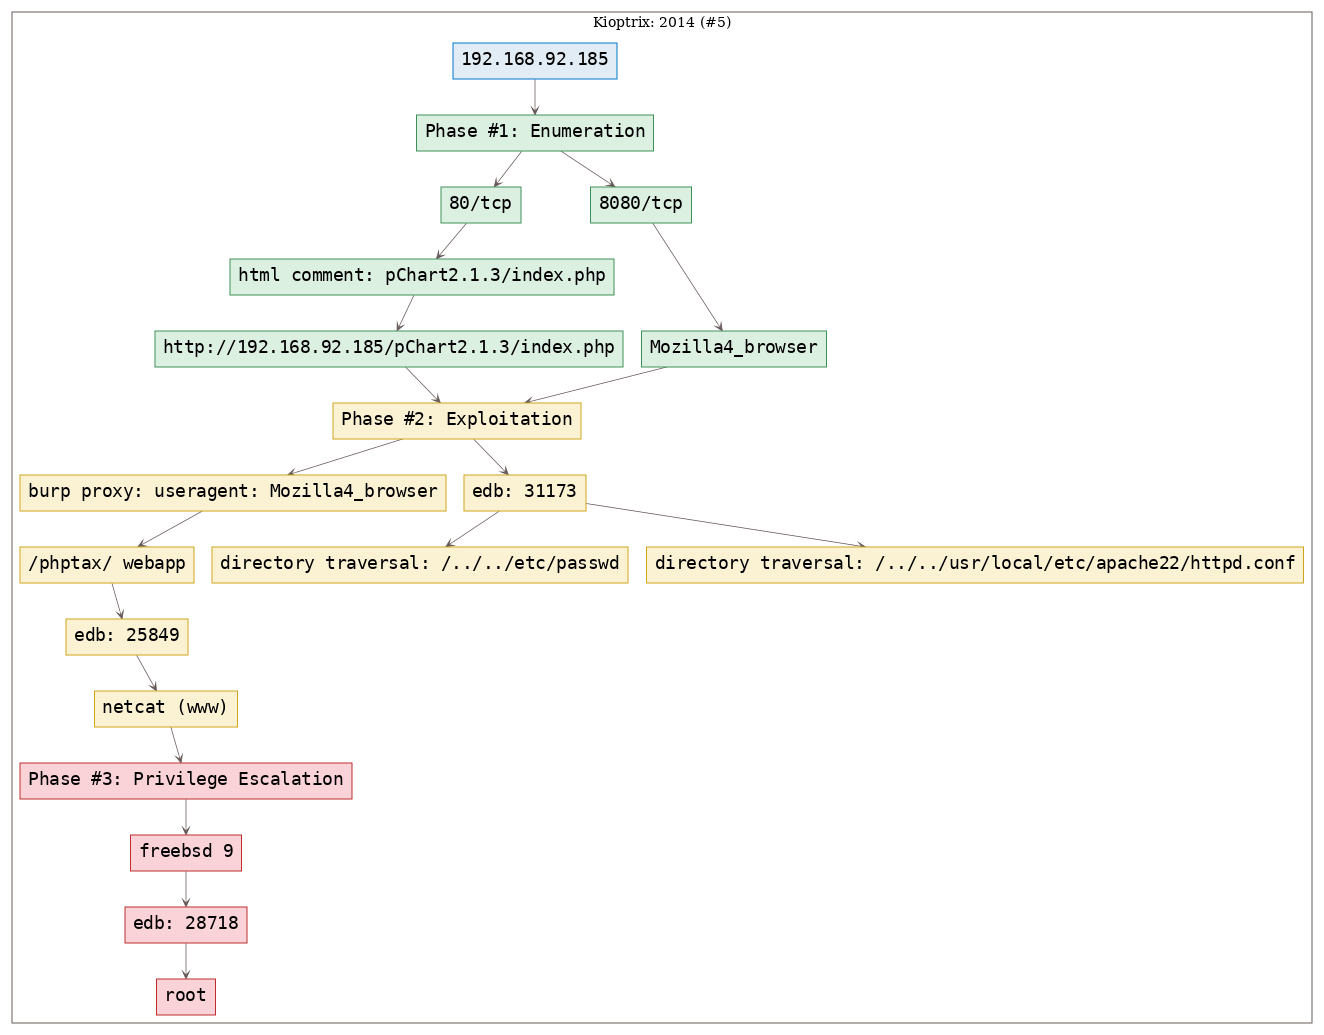 Kioptrix: 2014 (#5)
192.168.92.185
Phase #1: Enumeration
80/tcp
8080/tcp
html comment: pChart2.1.3/index.php
http://192.168.92.185/pChart2.1.3/index.php
Mozilla4_browser
Phase #2: Exploitation
burp proxy: useragent: Mozilla4_browser
edb: 31173
/phptax/ webapp
directory traversal: /../../etc/passwd
directory traversal: /../../usr/local/etc/apache22/httpd.conf
edb: 25849
netcat (www)
Phase #3: Privilege Escalation
freebsd 9
edb: 28718
root